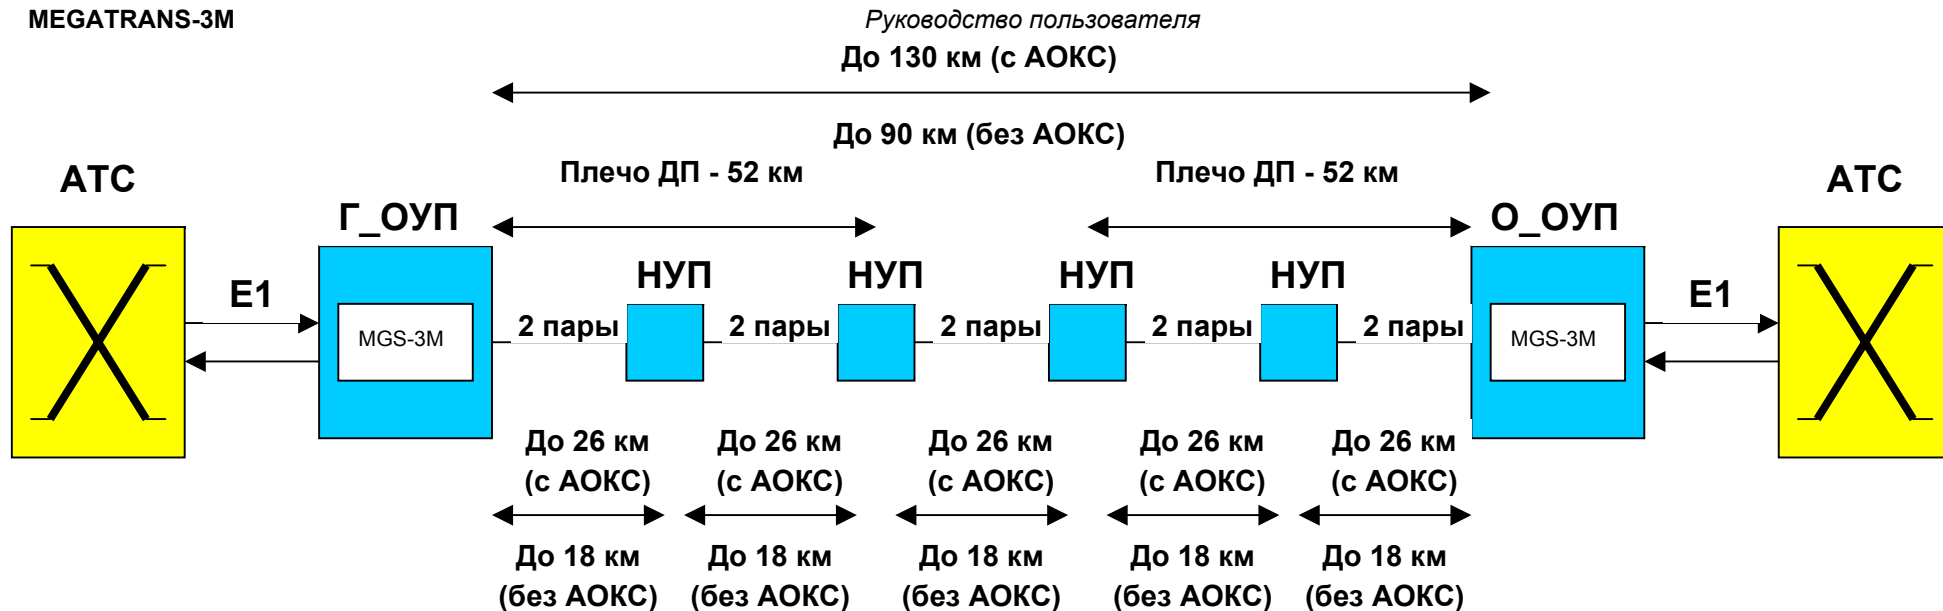 MEGATRANS-3M
Руководство пользователя
До 130 км (с АОКС)
До 90 км (без АОКС)
Плечо ДП - 52 км
Плечо ДП - 52 км
АТС
АТС
Г_ОУП
О_ОУП
НУП
НУП
НУП
НУП
E1
E1
2 пары
2 пары
2 пары
2 пары
2 пары
MGS-3M
MGS-3M
До 26 км
(с АОКС)
До 26 км
(с АОКС)
До 26 км
(с АОКС)
До 26 км
(с АОКС)
До 26 км
(с АОКС)
До 18 км
(без АОКС)
До 18 км
(без АОКС)
До 18 км
(без АОКС)
До 18 км
(без АОКС)
До 18 км
(без АОКС)